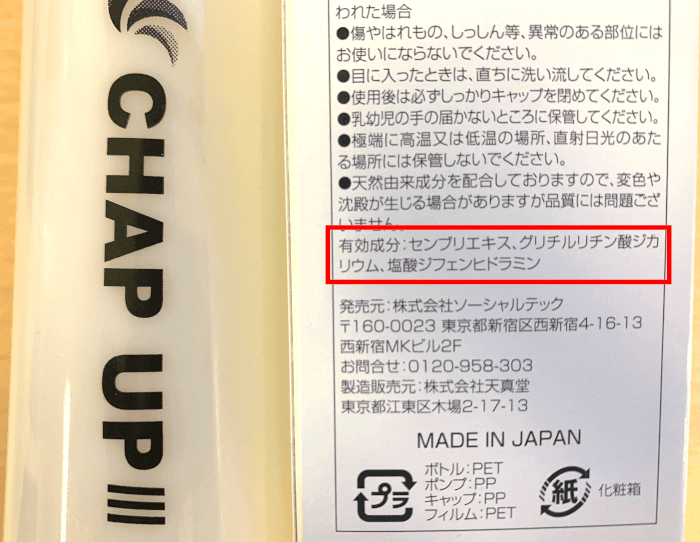 CHAP UP
われた場合
●傷やはれもの、しっしん等、異常のある部位には
お使いにならないでください。
●目に入ったときは、直ちに洗い流してください。
●使用後は必ずしっかりキャップを閉めてください。
●乳幼児の手の届かないところに保管してください。
●極端に高温又は低温の場所、直射日光のあた
る場所には保管しないでください。
●天然由来成分を配合しておりますので、変色や
沈殿が生じる場合がありますが品質には問題ござ
いません。
有効成分:センブリエキス、グリチルリチン酸ジカ
リウム、塩酸ジフェンヒドラミン
発売元:株式会社ソーシャルテック
〒160-0023 東京都新宿区西新宿4-16-13
西新宿MKビル2F
お問合せ:0120-958-303
製造販売元:株式会社天真堂
東京都江東区木場2-17-13
MADE IN JAPAN
プラ
ボトル:PET
ポンプ:PP
キャップ:PP
フィルム:PET
紙
化粧箱